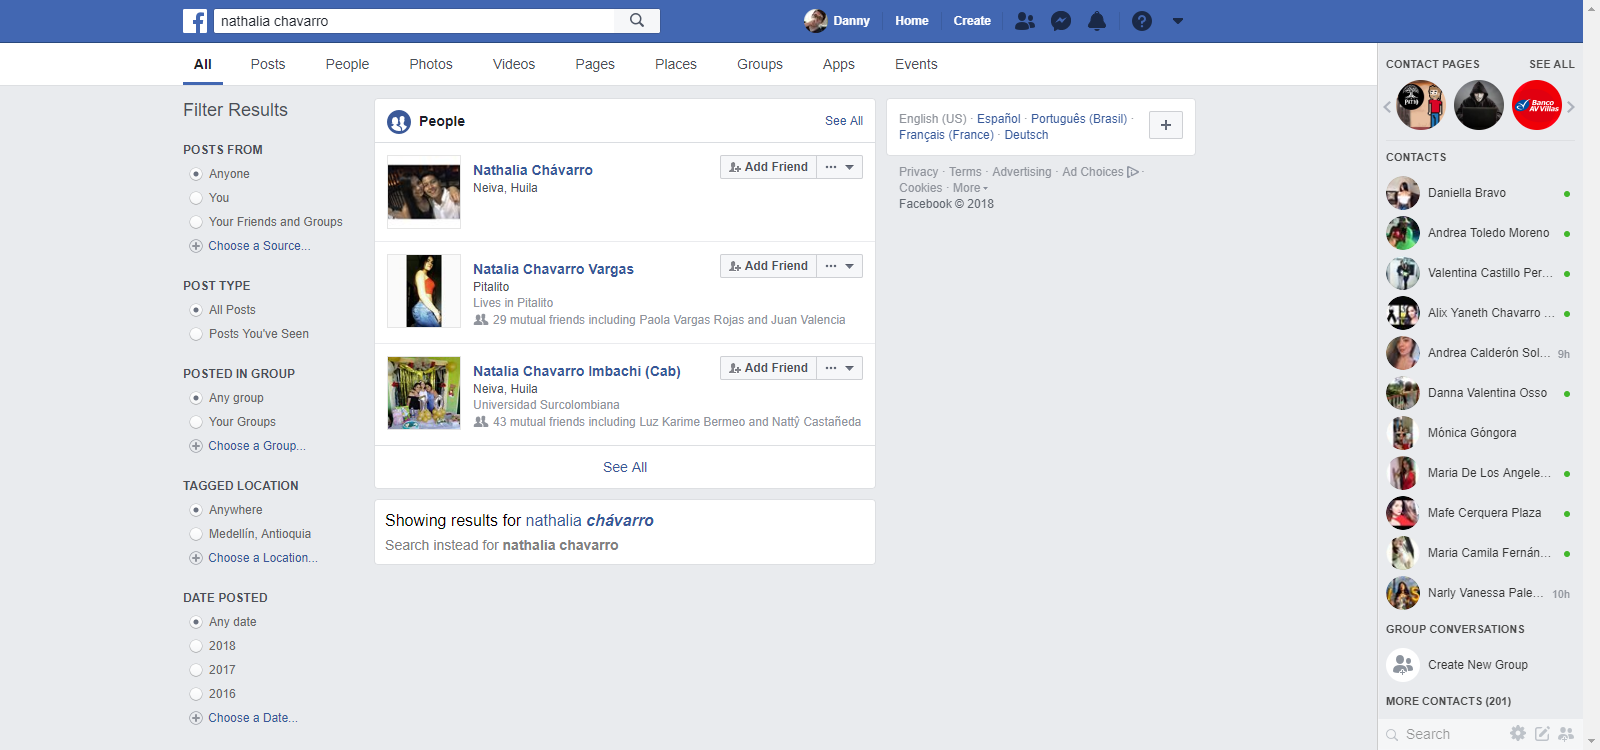 nathalia chavarro
Danny
Home
Create
All
Posts
People
Photos
Videos
Pages
Places
Groups
Apps
Events
Filter Results
POSTS FROM
Anyone
You
Your Friends and Groups
Choose a Source...
POST TYPE
All Posts
Posts You've Seen
POSTED IN GROUP
Any group
Your Groups
Choose a Group...
TAGGED LOCATION
Anywhere
Medellín, Antioquia
Choose a Location...
DATE POSTED
Any date
2018
2017
2016
Choose a Date...
People
See All
Nathalia Chávarro
Neiva, Huila
Add Friend
Natalia Chavarro Vargas
Pitalito
Lives in Pitalito
29 mutual friends including Paola Vargas Rojas and Juan Valencia
Add Friend
Natalia Chavarro Imbachi (Cab)
Neiva, Huila
Universidad Surcolombiana
43 mutual friends including Luz Karime Bermeo and Nattŷ Castañeda
Add Friend
See All
Showing results for nathalia chávarro
Search instead for nathalia chavarro
English (US) · Español · Português (Brasil) ·
Français (France) · Deutsch
Privacy · Terms · Advertising · Ad Choices ·
Cookies · More
Facebook © 2018
CONTACT PAGES
SEE ALL
Banco
AV Villas
CONTACTS
Daniella Bravo
Andrea Toledo Moreno
Valentina Castillo Per...
Alix Yaneth Chavarro ...
Andrea Calderón Sol... 9h
Danna Valentina Osso
Mónica Góngora
Maria De Los Angele...
Mafe Cerquera Plaza
Maria Camila Fernán...
Narly Vanessa Pale... 10h
GROUP CONVERSATIONS
Create New Group
MORE CONTACTS (201)
Search